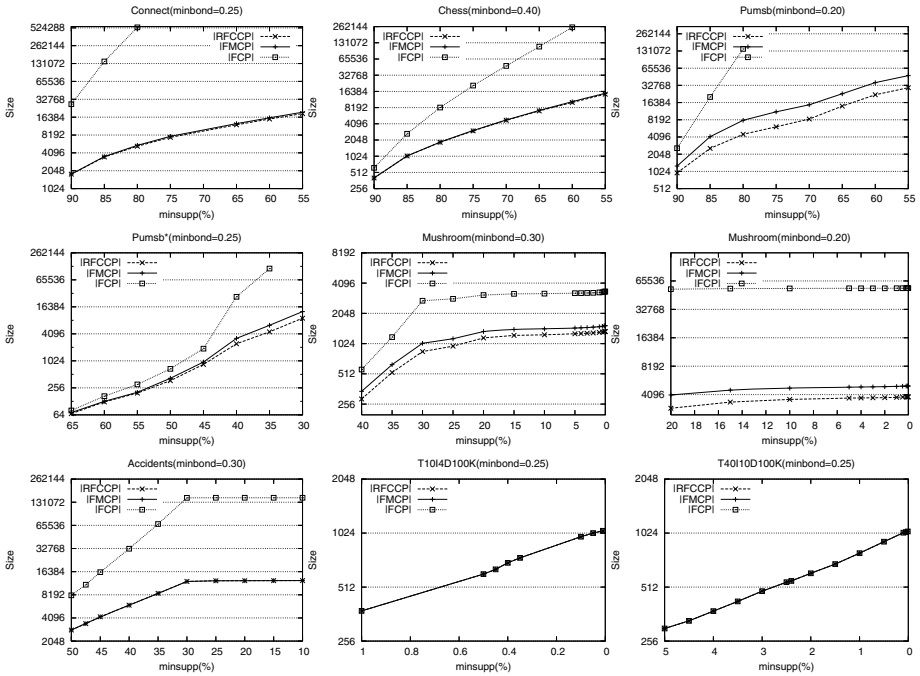 Connect(minbond=0.25)
524288
262144
131072
65536
32768
16384
8192
4096
2048
1024
Size
|RFCCP|
|FMCP|
|FCP|
90 85 80 75 70 65 60 55
minsupp(%)
Chess(minbond=0.40)
262144
131072
65536
32768
16384
8192
4096
2048
1024
512
256
Size
|RFCCP|
|FMCP|
|FCP|
90 85 80 75 70 65 60 55
minsupp(%)
Pumsb(minbond=0.20)
262144
131072
65536
32768
16384
8192
4096
2048
1024
512
Size
|RFCCP|
|FMCP|
|FCP|
90 85 80 75 70 65 60 55
minsupp(%)
Pumsb*(minbond=0.25)
262144
65536
16384
4096
1024
256
64
Size
|RFCCP|
|FMCP|
|FCP|
65 60 55 50 45 40 35 30
minsupp(%)
Mushroom(minbond=0.30)
8192
4096
2048
1024
512
256
Size
|RFCCP|
|FMCP|
|FCP|
40 35 30 25 20 15 10 5 0
minsupp(%)
Mushroom(minbond=0.20)
65536
32768
8192
4096
Size
|RFCCP|
|FMCP|
|FCP|
20 18 16 14 12 10 8 6 4 2 0
minsupp(%)
Accidents(minbond=0.30)
262144
131072
65536
32768
16384
8192
4096
2048
Size
|RFCCP|
|FMCP|
|FCP|
50 45 40 35 30 25 20 15 10
minsupp(%)
T10I4D100K(minbond=0.25)
2048
1024
512
256
Size
|RFCCP|
|FMCP|
|FCP|
1 0.8 0.6 0.4 0.2 0
minsupp(%)
T40I10D100K(minbond=0.25)
2048
1024
512
256
Size
|RFCCP|
|FMCP|
|FCP|
5 4 3 2 1 0
minsupp(%)